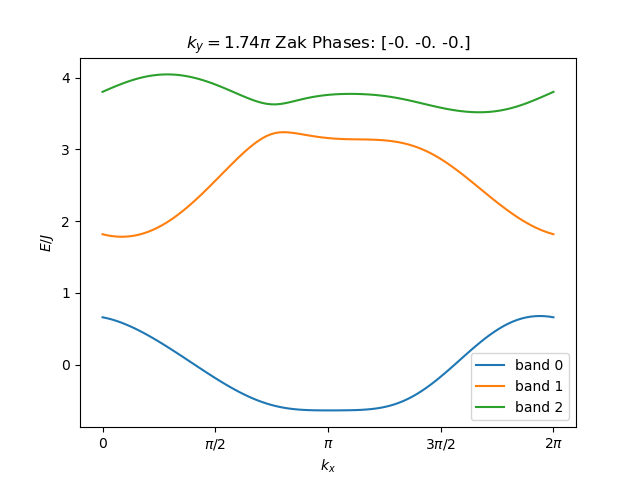 $k_y = 1.74\pi$ Zak Phases: [-0. -0. -0.]
4
3
2
1
0
E/J
0
π/2
π
3π/2
2π
$k_x$
band 0
band 1
band 2